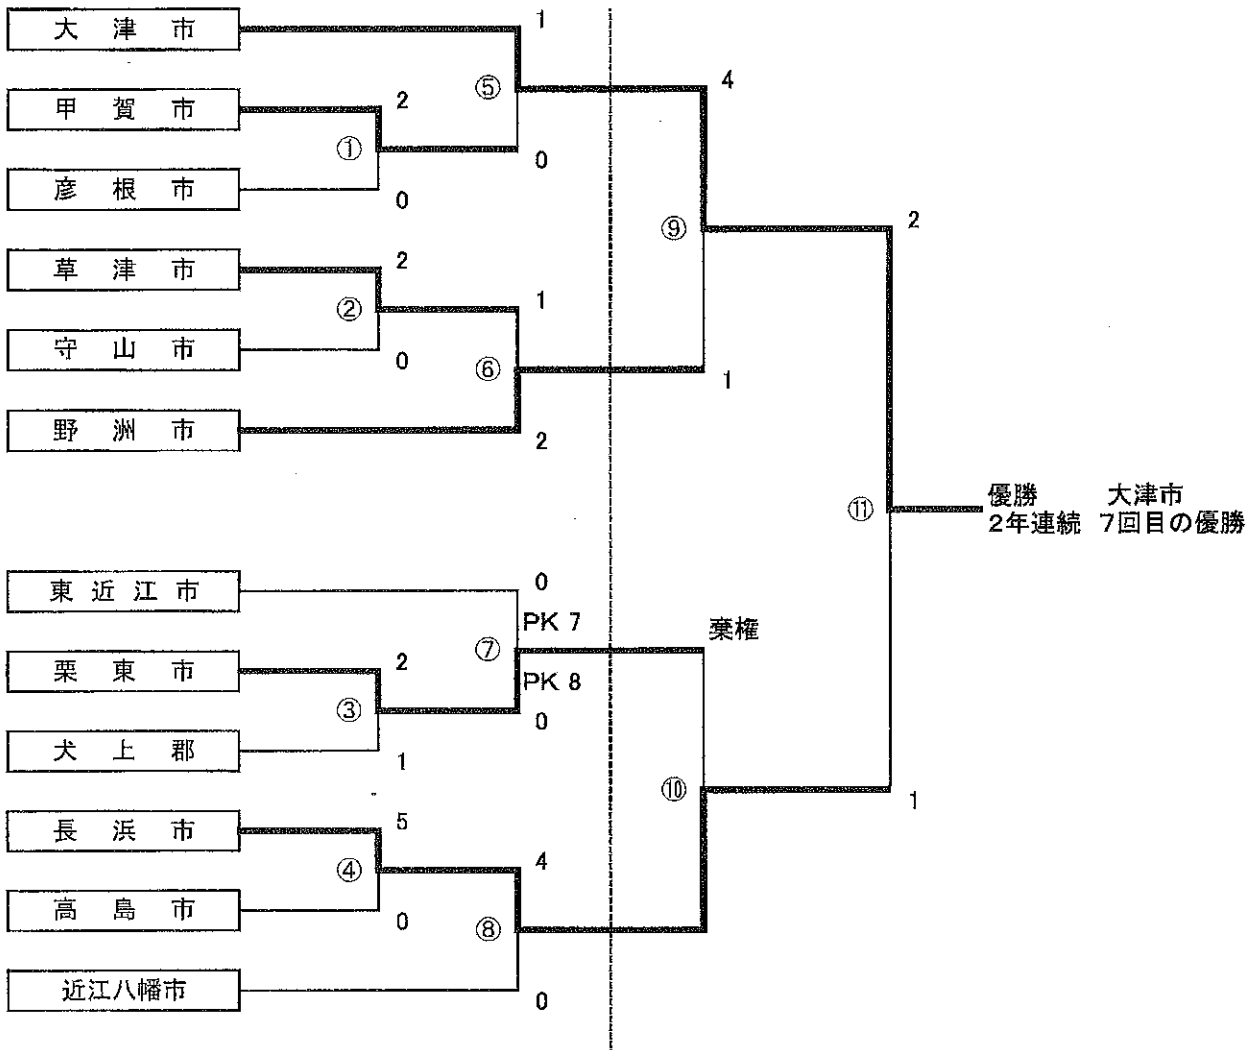 大津市
1
⑤
4
甲賀市
2
①
0
彦根市
0
⑨
2
草津市
2
②
1
守山市
0
⑥
1
野洲市
2
優勝 大津市
⑪
2年連続 7回目の優勝
東近江市
0
PK 7
棄権
⑦
栗東市
2
PK 8
③
0
犬上郡
1
⑩
1
長浜市
5
④
4
高島市
0
⑧
近江八幡市
0